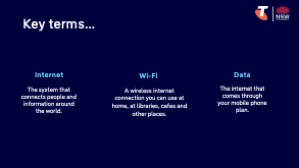 Key terms...
NSW
Internet
The system that
connects people and
information around
the world.
Wi-Fi
A wireless internet
connection you can use at
home, at libraries, cafes and
other places.
Data
The internet that
comes through
your mobile phone
plan.